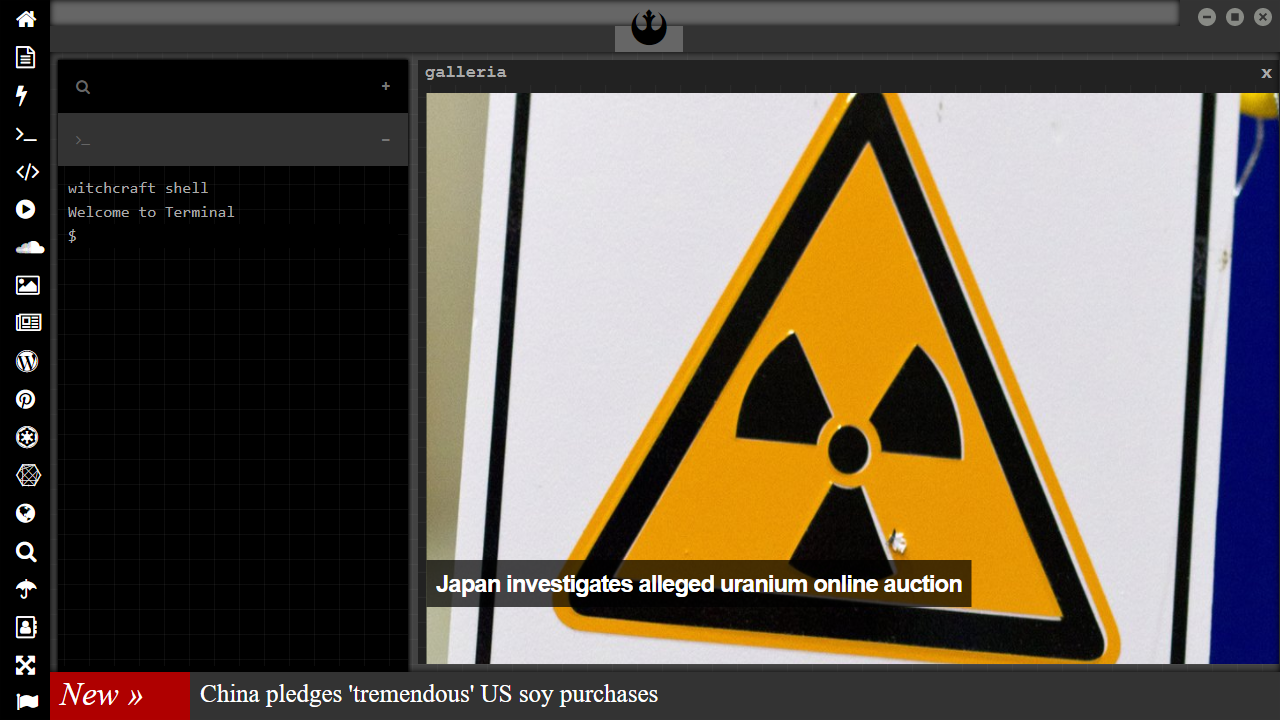 galleria
x
+
>_
−
witchcraft shell
Welcome to Terminal
$
Japan investigates alleged uranium online auction
New »
China pledges 'tremendous' US soy purchases